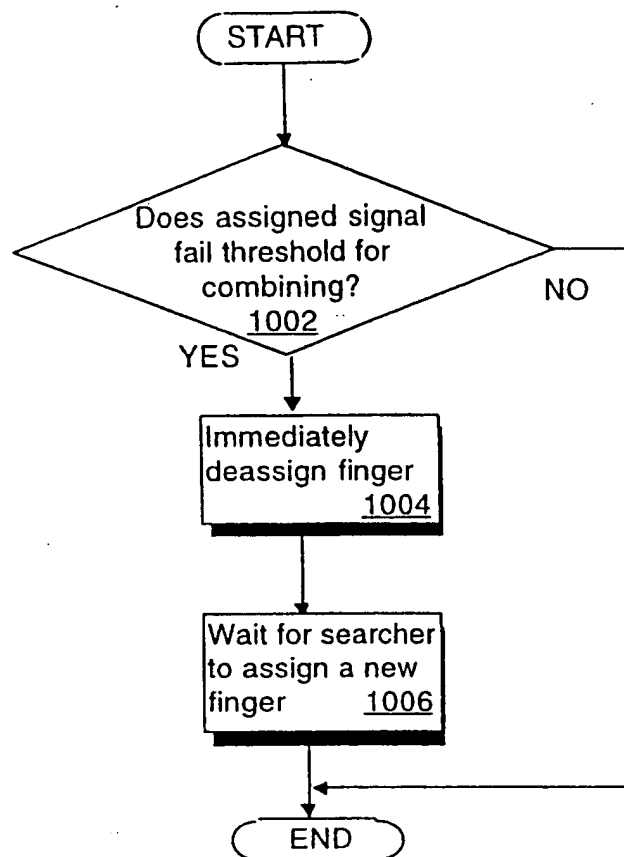 START
Does assigned signal
fail threshold for
combining?
1002
NO
YES
Immediately
deassign finger
1004
Wait for searcher
to assign a new
finger 1006
END